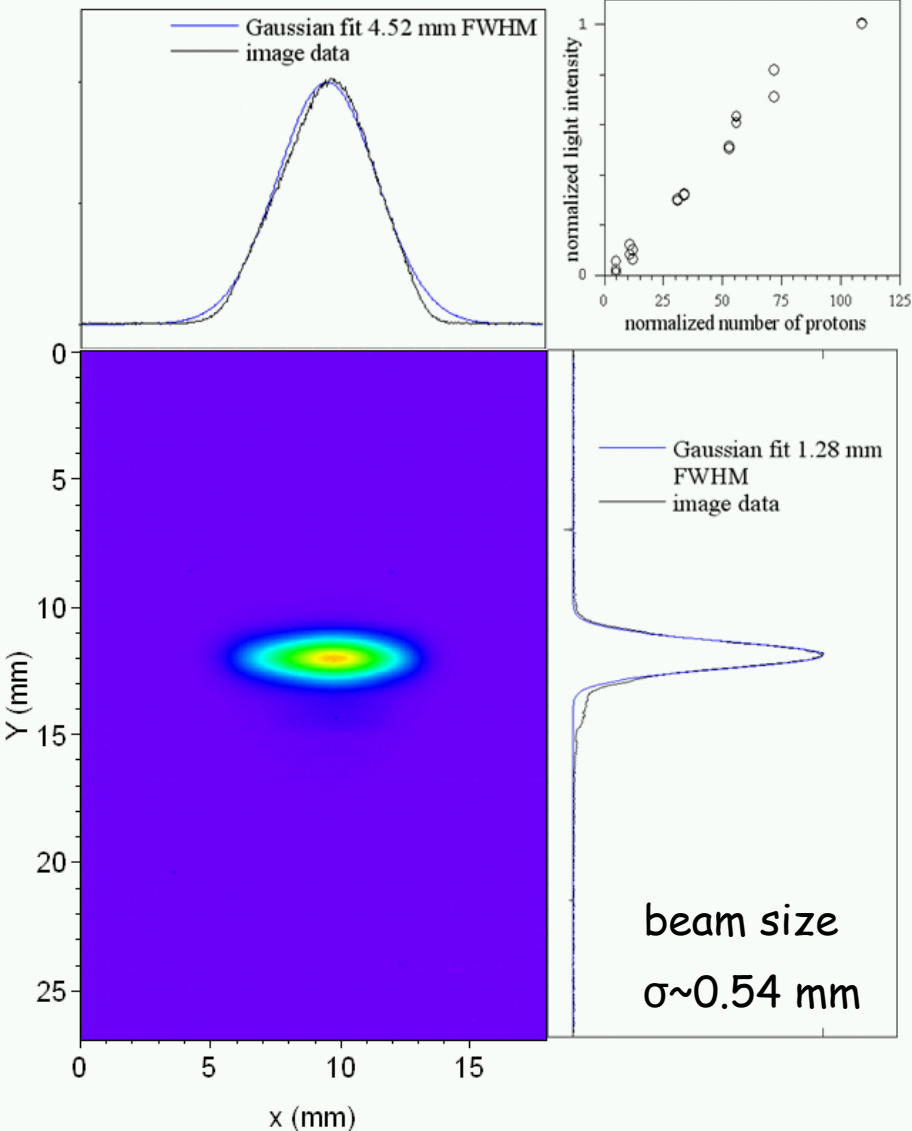 Gaussian fit 4.52 mm FWHM
image data
normalized light intensity
1
0
0 25 50 75 100 125
normalized number of protons
Y (mm)
0
5
10
15
20
25
0 5 10 15
x (mm)
Gaussian fit 1.28 mm
FWHM
image data
beam size
σ~0.54 mm